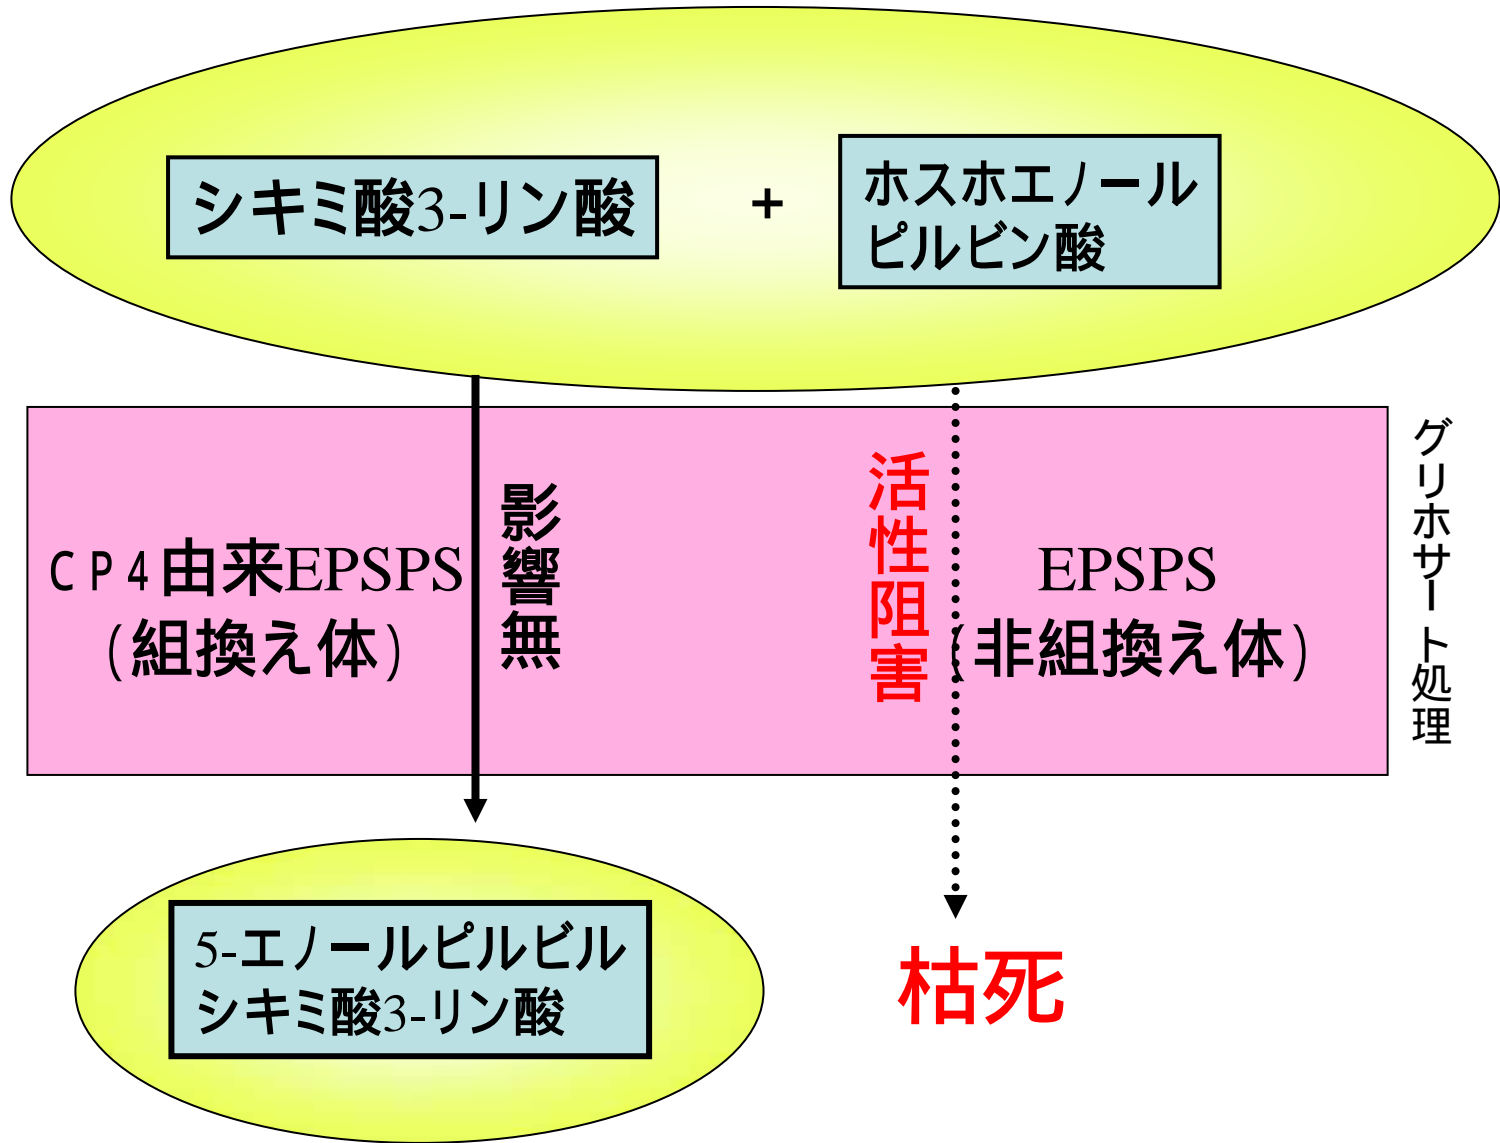 シキミ酸3-リン酸
+
ホスホエノール
ピルビン酸
グリホサート処理
CP4由来EPSPS
(組換え体)
影響無
活性阻害
EPSPS
(非組換え体)
5-エノールピルビル
シキミ酸3-リン酸
枯死